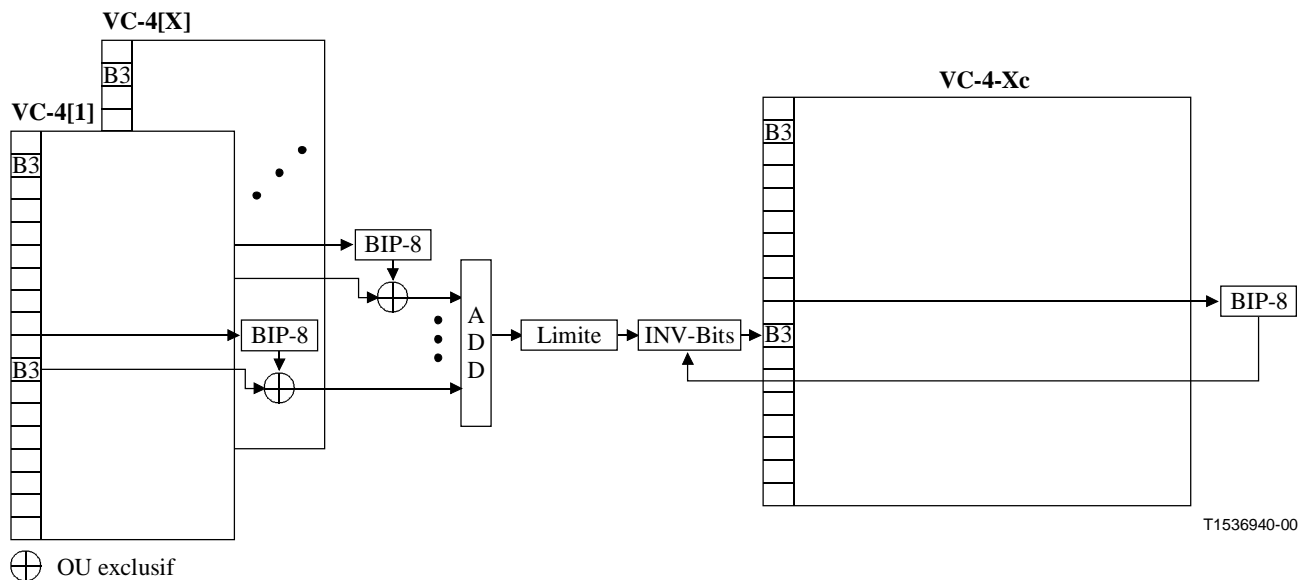 VC-4[X]
B3
VC-4-Xc
VC-4[1]
B3
B3
BIP-8
BIP-8
BIP-8
A
D
D
Limite
INV-Bits
B3
B3
T1536940-00
OU exclusif